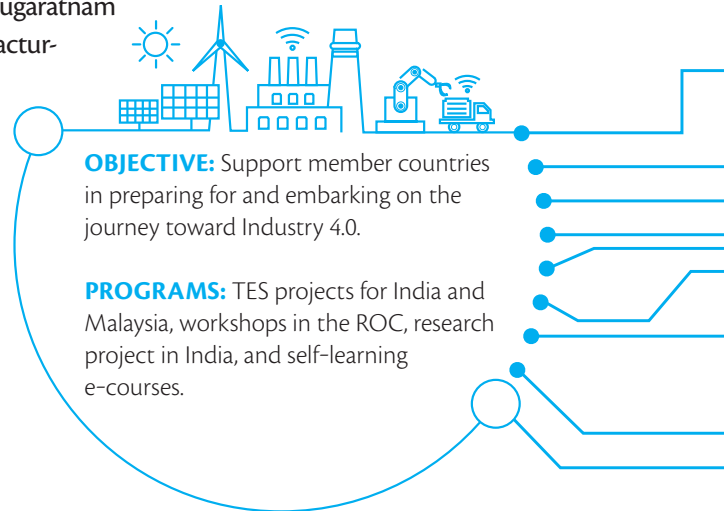 ugaratnam
actur-
OBJECTIVE: Support member countries
in preparing for and embarking on the
journey toward Industry 4.0.
PROGRAMS: TES projects for India and
Malaysia, workshops in the ROC, research
project in India, and self-learning
e-courses.